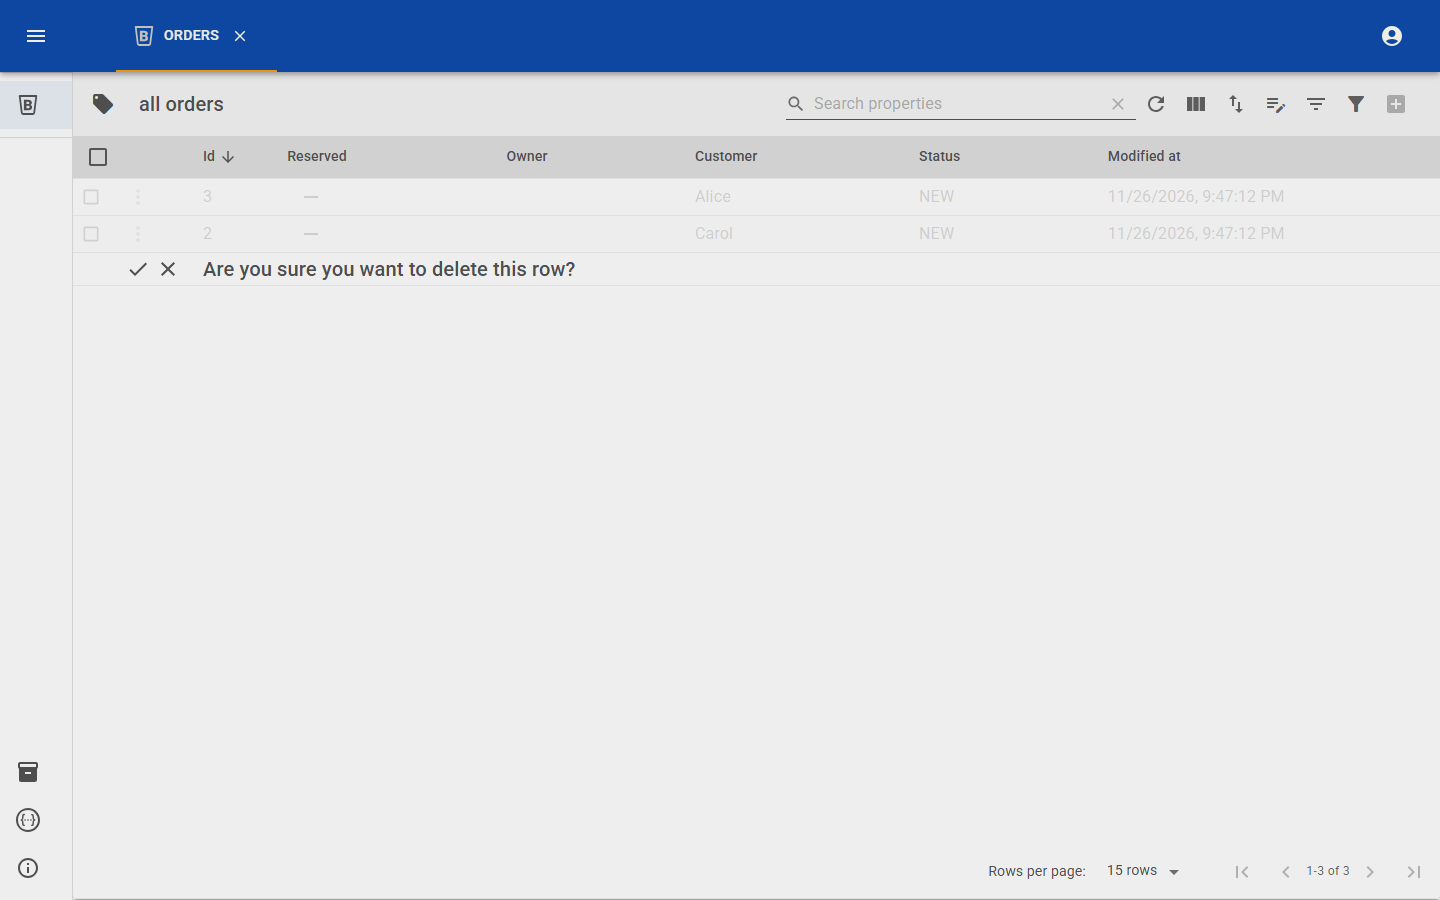 ORDERS
all orders
Search properties
Id Reserved Owner Customer Status Modified at
3 Alice NEW 11/26/2026, 9:47:12 PM
2 Carol NEW 11/26/2026, 9:47:12 PM
Are you sure you want to delete this row?
Rows per page: 15 rows 1-3 of 3